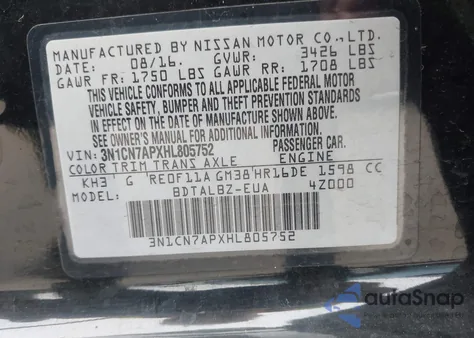 MANUFACTURED BY NISSAN MOTOR CO.,LTD.
DATE: 08/16. GVWR: 3426 LBS
GAWR FR: 1750 LBS GAWR RR: 1708 LBS
THIS VEHICLE CONFORMS TO ALL APPLICABLE FEDERAL MOTOR
VEHICLE SAFETY, BUMPER AND THEFT PREVENTION STANDARDS
IN EFFECT ON THE DATE OF MANUFACTURE SHOWN ABOVE.
SEE OWNER'S MANUAL, AND
VIN: 3N1CN7APXHL805752 PASSENGER CAR.
COLOR TRIM TRANS AXLE ENGINE
KH3 G RE0F11A GM38 HR16DE 1598 CC
MODEL: BDTALBZ-EUA 4Z000
3N1CN7APXHL805752
autoSnap